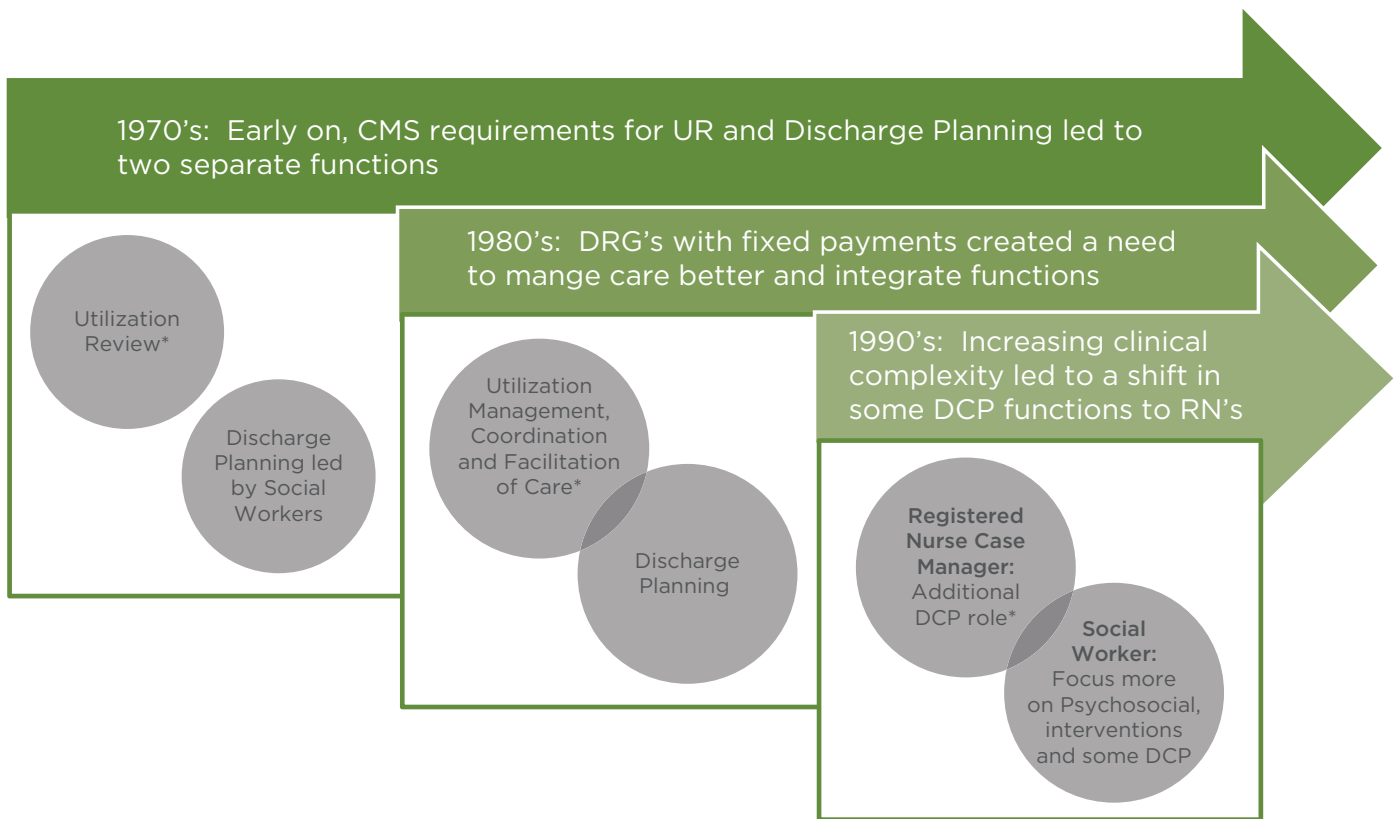 1970's:  Early on, CMS requirements for UR and Discharge Planning led to
two separate functions
Utilization
Review*
Discharge
Planning led
by Social
Workers
1980's:  DRG's with fixed payments created a need
to mange care better and integrate functions
Utilization
Management,
Coordination
and Facilitation
of Care*
Discharge
Planning
1990's:  Increasing clinical
complexity led to a shift in
some DCP functions to RN's
Registered
Nurse Case
Manager:
Additional
DCP role*
Social
Worker:
Focus more
on Psychosocial,
interventions
and some DCP